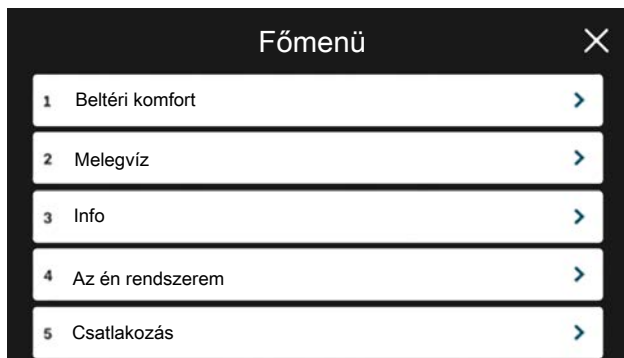 Főmenü
1 Beltéri komfort
2 Melegvíz
3 Info
4 Az én rendszerem
5 Csatlakozás